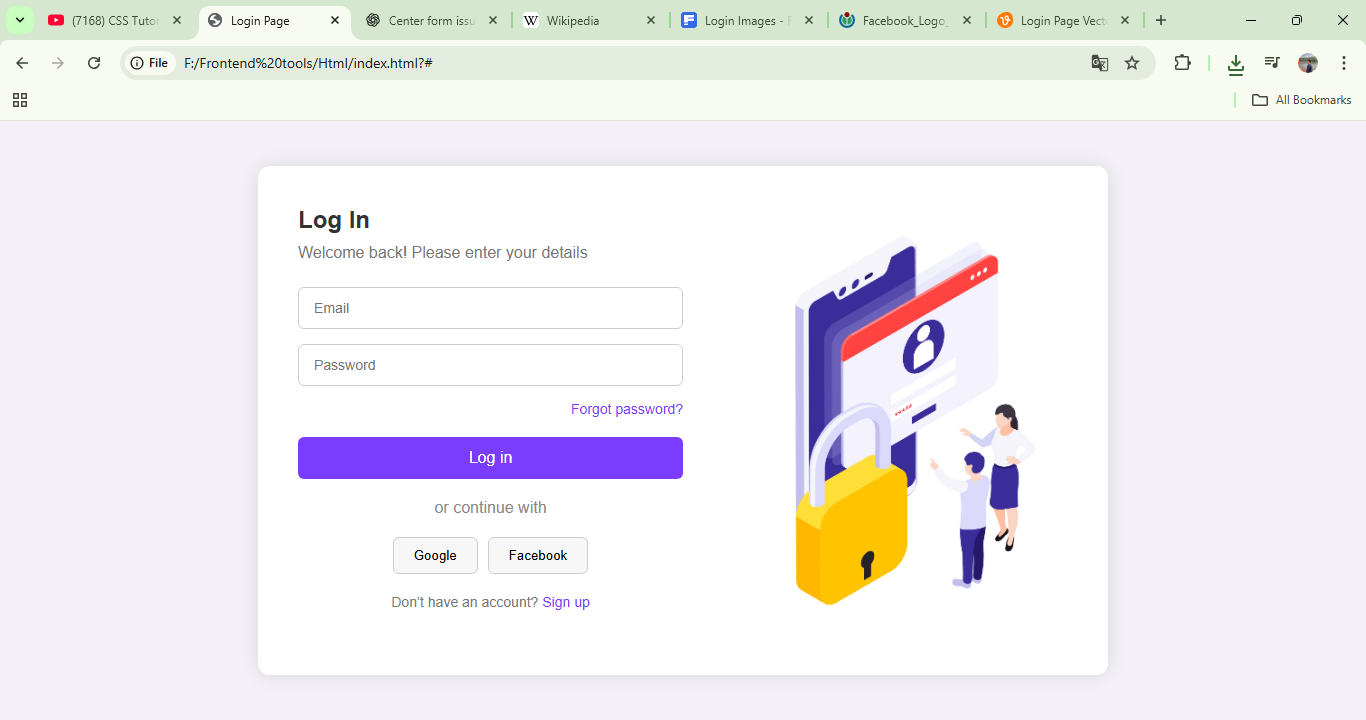 (7168) CSS Tutor
Login Page
Center form issu
Wikipedia
Login Images - F
Facebook_Logo_
Login Page Vecto
File
F:/Frontend%20tools/Html/index.html?#
All Bookmarks
Log In
Welcome back! Please enter your details
Email
Password
Forgot password?
Log in
or continue with
Google
Facebook
Don't have an account? Sign up